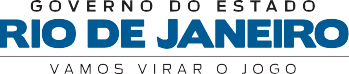 GOVERNO DO ESTADO
RIO DE JANEIRO
VAMOS VIRAR O JOGO